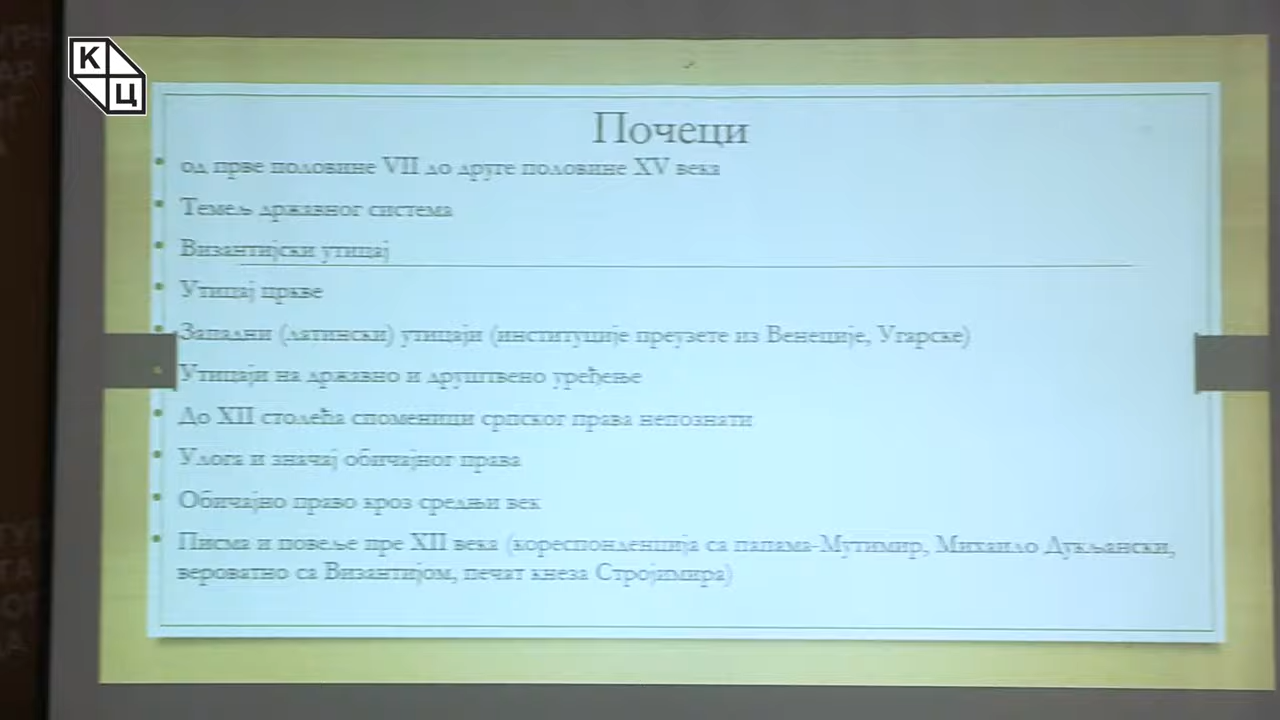 КЦ
Почеци
од прве половине VII до друге половине XV века
Темељ државног система
Византијски утицај
Утицај цркве
Западни (латински) утицаји (институције преузете из Венеције, Угарске)
Утицаји на државно и друштвено уређење
До XII столећа споменици српског права непознати
Улога и значај обичајног права
Обичајно право кроз средњи век
Писма и повеље пре XII века (кореспонденција са папама-Мутимир, Михаило Дукљански,
вероватно са Византијом, печат кнеза Стројимира)